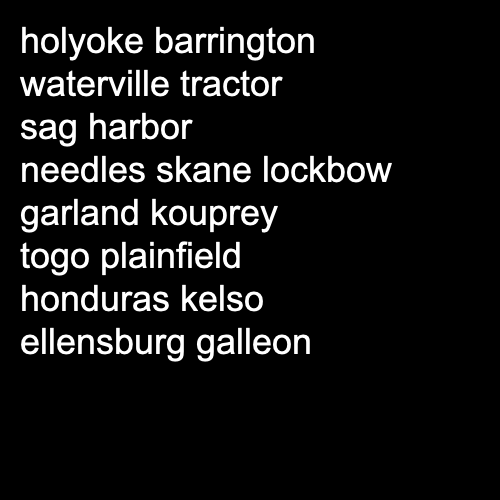 holyoke barrington
waterville tractor
sag harbor
needles skane lockbow
garland kouprey
togo plainfield
honduras kelso
ellensburg galleon